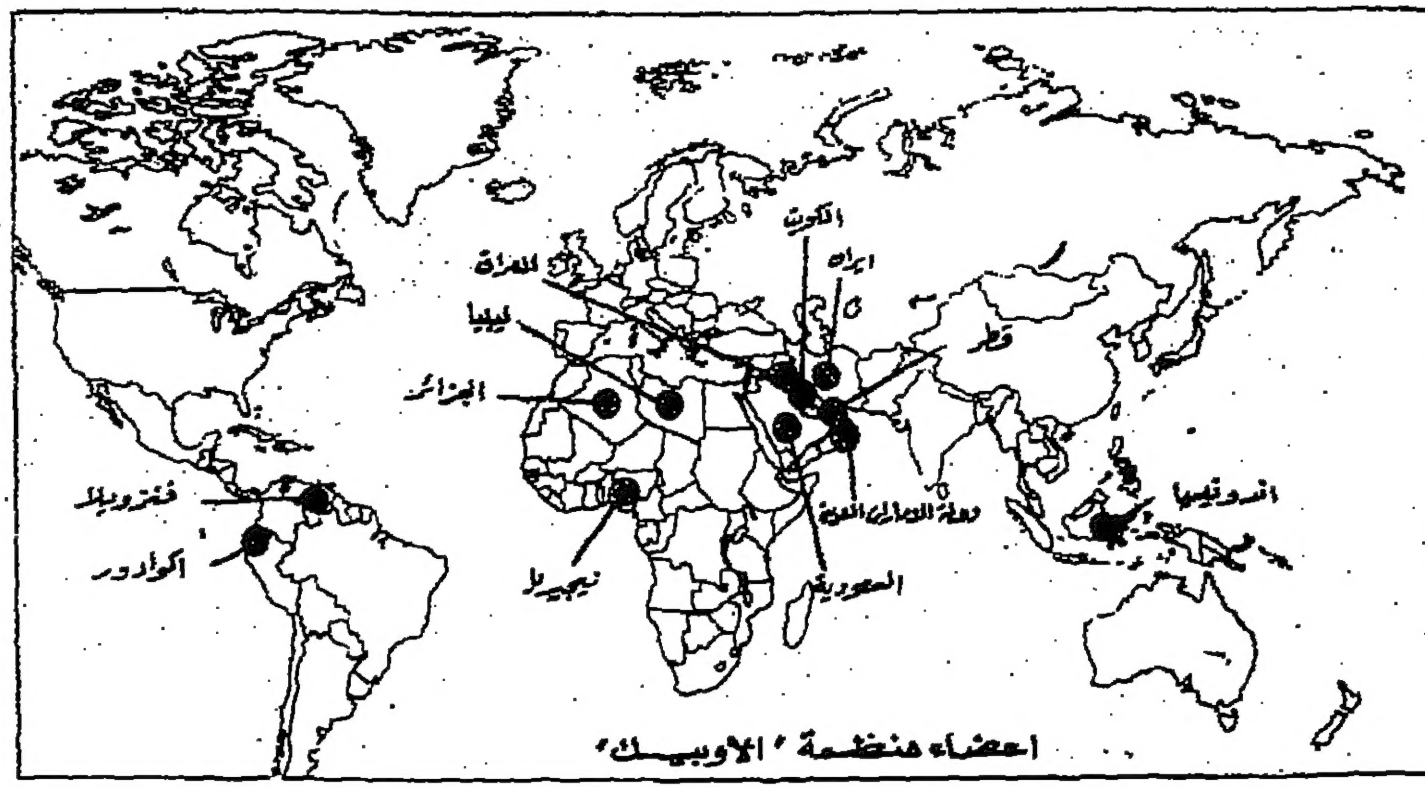 الكويت
ايران
العراق
ليبيا
قطر
الجزائر
فنزويلا
اندونيسيا
دولة الامارات العربية
اكوادور
نيجيريا
السعودية
اعضاء منظمة "الاوبيك"